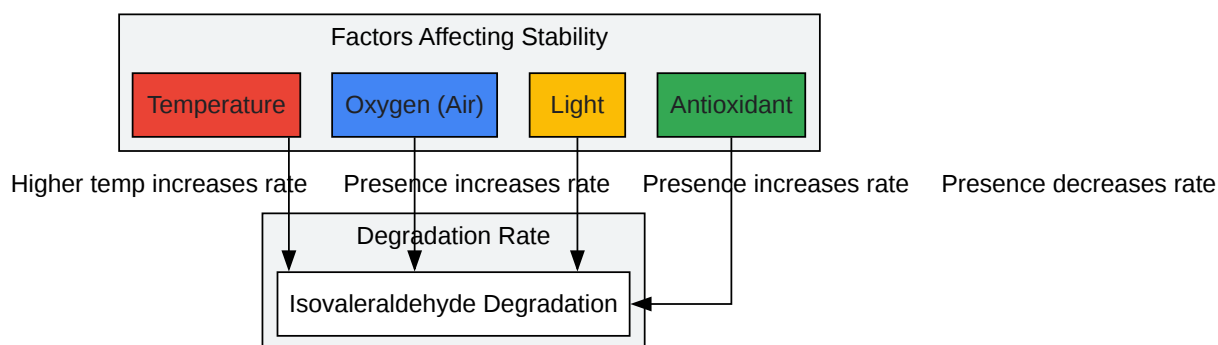 Factors Affecting Stability
Temperature
Oxygen (Air)
Light
Antioxidant
Higher temp increases rate
Presence increases rate
Presence increases rate
Presence decreases rate
Degradation Rate
Isovaleraldehyde Degradation